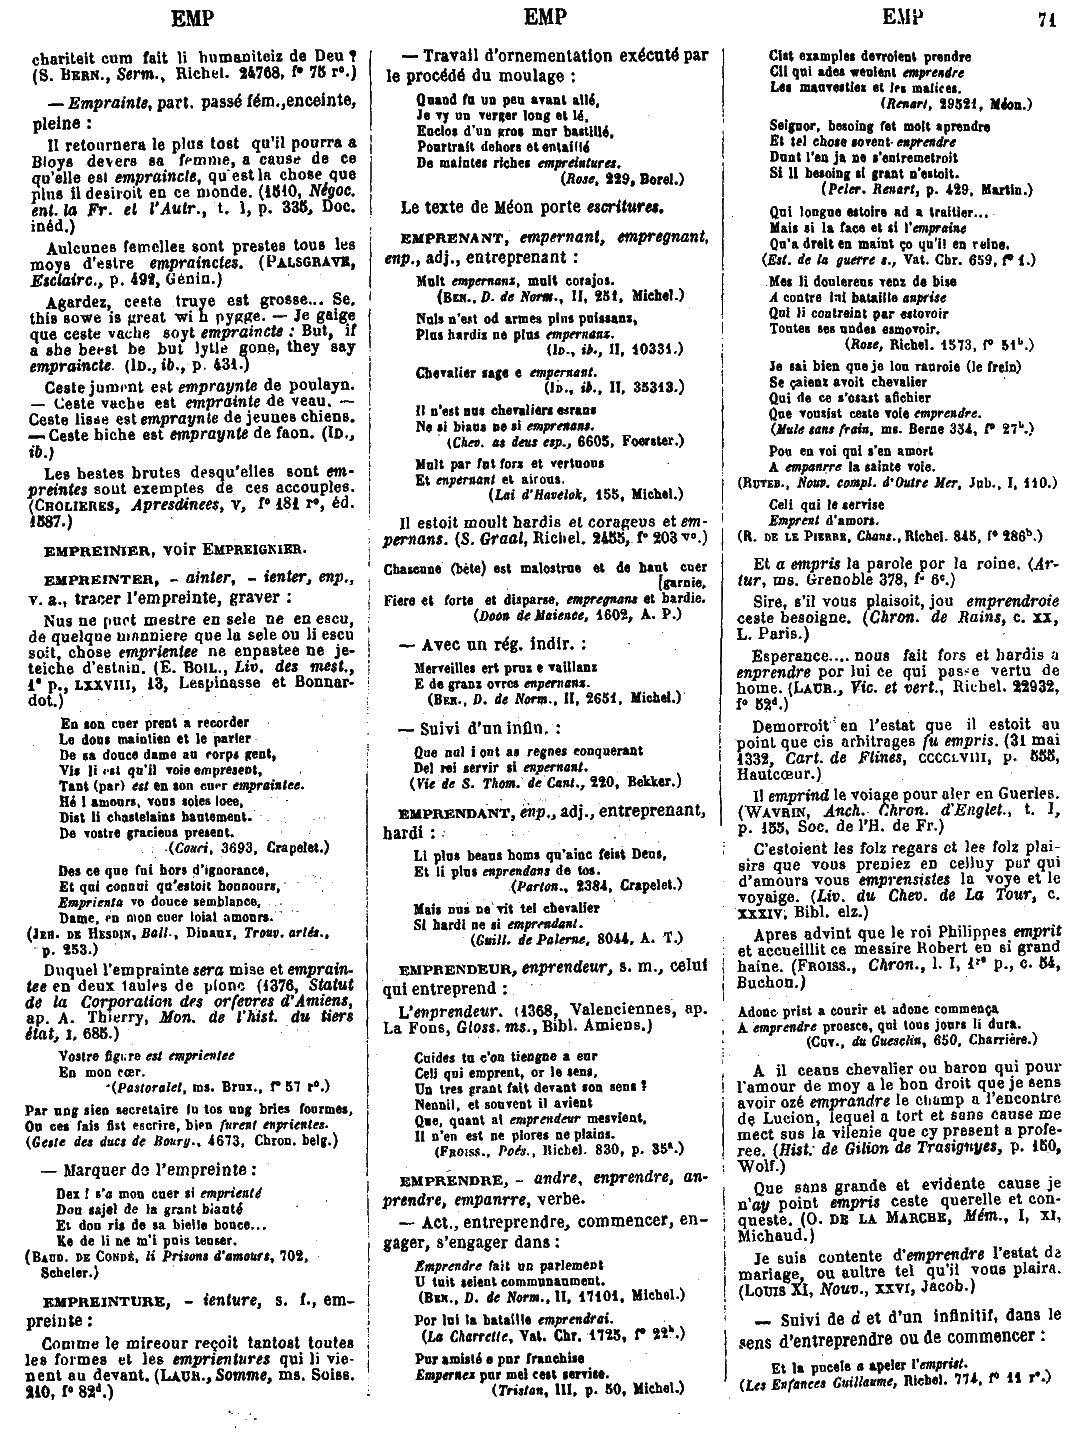 EMP
EMP
EMP
71
chariteit cum fait li humaniteiz de Deu ?
(S. BERN., Serm., Richel. 24768, f° 75 r°.)
— Emprainte, part. passé fém., enceinte,
pleine :
Il retournera le plus tost qu'il pourra a
Bloys devers sa femme, a cause de ce
qu'elle est empraincte, qu'est la chose que
plus il desiroit en ce monde. (1510, Négoc.
ent. la Fr. et l'Autr., t. I, p. 335, Doc.
inéd.)
Aulcunes femelles sont prestes tous les
moys d'estre emprainctes. (PALSGRAVE,
Esclairc., p. 492, Génin.)
Agardez, ceste truye est grosse... Se,
this sowe is great wi h pygge. — Je gaige
que ceste vache soyt empraincte : But, if
a she beest be but lytle gone, they say
empraincte. (ID., ib., p. 431.)
Ceste jument est empraynte de poulayn.
— Ceste vache est emprainte de veau. —
Ceste lisse est empraynte de jeunes chiens.
— Ceste biche est empraynte de faon. (ID.,
ib.)
Les bestes brutes desqu'elles sont em-
preintes sout exemptes de ces accouples.
(CHOLIERES, Apresdinees, V, f° 181 r°, éd.
1587.)
EMPREINIER, voir EMPREIGNIER.
EMPREINTER, - ainter, - ienter, enp.,
v. a., tracer l'empreinte, graver :
Nus ne puet mestre en sele ne en escu,
de quelque manniere que la sele ou li escu
soit, chose emprientee ne enpastee ne je-
teiche d'estain. (E. BOIL., Liv. des mest.,
1e p., LXXVIII, 13, Lespinasse et Bonnar-
dot.)
En son cuer prent a recorder
Le dous maintien et le parler
De sa douce dame au corps gent,
Vis li est qu'il voie empresent,
Tant (par) est en son cuer empraintee.
Hé ! amours, vous soies loee,
Dist li chastelains hautement.
De vostre gracieus present.
(Couci, 3693, Crapelet.)
Des ce que fui hors d'ignorance,
Et qui connui qu'estoit honnours,
Emprienta vo douce semblance,
Dame, en mon cuer loial amours.
(JEH. DE HESDIN, Ball., Dinaux, Trouv. artés.,
p. 253.)
Duquel l'emprainte sera mise et emprain-
tee en deux taules de plonc (1376, Statut
de la Corporation des orfevres d'Amiens,
ap. A. Thierry, Mon. de l'hist. du tiers
état, I, 685.)
Vostre figure est emprientee
En mon cœr.
(Pastoralet, ms. Brux., f° 57 r°.)
Par ung sien secretaire fu tos ung bries fourmes,
Ou ces fais fist escrire, bien furent enprientes.
(Geste des ducs de Bourg., 4673, Chron. belg.)
— Marquer de l'empreinte :
Dex ! s'a mon cuer si emprienté
Dou sajel de la grant biauté
Et dou ris de sa bielle bouce...
Ke de li ne m'i puis tenser.
(BAUD. DE CONDÉ, li Prisons d'amours, 702,
Scheler.)
EMPREINTURE, - ienture, s. f., em-
preinte :
Comme le mireour reçoit tantost toutes
les formes et les emprientures qui li vie-
nent au devant. (LAUR., Somme, ms. Soiss.
210, f° 82d.)
— Travail d'ornementation exécuté par
le procédé du moulage :
Quand fu un peu avant allé,
Je vy un verger long et lé,
Enclos d'un gros mur bastillé,
Pourtrait dehors et entaillé
De maintes riches empreintures.
(Rose, 229, Borel.)
Le texte de Méon porte escritures.
EMPRENANT, empernant, empregnant,
enp., adj., entreprenant :
Mult empernanz, mult corajos.
(BEN., D. de Norm., II, 251, Michel.)
Nuls n'est od armes plus puissanz,
Plus hardiz ne plus empernanz.
(ID., ib., II, 10331.)
Chevalier sage e empernant.
(ID., ib., II, 35313.)
Il n'est nus chevaliers esrans
Ne si biaus ne si emprenans.
(Chev. as deus esp., 6605, Foerster.)
Mult par fut forz et vertuous
Et enpernant et airous.
(Lai d'Havelok, 155, Michel.)
Il estoit moult hardis et corageus et em-
pernans. (S. Graal, Richel. 2455, f° 203 v°.)
Chascune (bête) est malostrue et de haut cuer
[garnie,
Fiere et forte et disparse, empregnans et hardie.
(Doon de Maience, 1602, A. P.)
— Avec un rég. indir. :
Merveilles ert pruz e vaillanz
E de granz ovres enpernanz.
(BEN., D. de Norm., II, 2651, Michel.)
— Suivi d'un infin. :
Que nul i ont as regnes conquerant
Del rei servir si enpernant.
(Vie de S. Thom. de Cant., 220, Bekker.)
EMPRENDANT, enp., adj., entreprenant,
hardi :
Li plus beaus homs qu'ainc feist Deus,
Et li plus enprendans de tos.
(Parton., 2384, Crapelet.)
Mais nus ne vit tel chevalier
Si hardi ne si emprendant.
(Guill. de Palerne, 8044, A. T.)
EMPRENDEUR, enprendeur, s. m., celui
qui entreprend :
L'enprendeur. (1368, Valenciennes, ap.
La Fons, Gloss. ms., Bibl. Amiens.)
Cuides tu c'on tiengne a eur
Celi qui emprent, or le sens,
Un tres grant fait devant son sens ?
Nennil, et souvent il avient
Que, quant al emprendeur mesvient,
Il n'en est ne plores ne plains.
(FROISS., Poés., Richel. 830, p. 35a.)
EMPRENDRE, - andre, enprendre, an-
prendre, empanrre, verbe.
— Act., entreprendre, commencer, en-
gager, s'engager dans :
Emprendre fait un parlement
U tuit seient communaument.
(BEN., D. de Norm., II, 17101, Michel.)
Por lui la bataille emprendrai.
(La Charrette, Vat. Chr. 1725, f° 22b.)
Pur amistié e pur franchise
Empernez pur mei cest servise.
(Tristan, III, p. 50, Michel.)
Cist examples devroient prendre
Cil qui ades veulent emprendre
Les mauvestiez et les malices.
(Renart, 29521, Méon.)
Seignor, besoing fet molt aprendre
Et tel chose sovent enprendre
Dunt l'en ja ne s'entremetroit
Si li besoing si grant n'estoit.
(Peler. Renart, p. 429, Martin.)
Qui longue estoire ad a traitier...
Mais si la face et si l'empraine
Qu'a dreit en maint ço qu'il en reine.
(Est. de la guerre s., Vat. Chr. 659, f° 1.)
Mes li doulereus venz de bise
A contre lui bataille anprise
Qui li contraint par estovoir
Toutes ses undes esmovoir.
(Rose, Richel. 1573, f° 51b.)
Je sai bien que je lou rauroie (le frein)
Se çaienz avoit chevalier
Qui de ce s'osast afichier
Que vousist ceste voie emprendre.
(Mule sans frain, ms. Berne 354, f° 27b.)
Pou en voi qui s'en amort
A empanrre la sainte voie.
(RUTEB., Nouv. compl. d'Outre Mer, Jub., I, 110.)
Celi qui le servise
Emprent d'amors.
(R. DE LE PIERRE, Chans., Richel. 845, f° 286b.)
Et a empris la parole por la roine. (Ar-
tur, ms. Grenoble 378, f° 6c.)
Sire, s'il vous plaisoit, jou emprendroie
ceste besoigne. (Chron. de Rains, c. XX,
L. Paris.)
Esperance.... nous fait fors et hardis a
enprendre por lui ce qui passe vertu de
home. (LAUR., Vic. et vert., Richel. 22932,
f° 52d.)
Demorroit en l'estat que il estoit au
point que cis arbitrages fu empris. (31 mai
1332, Cart. de Flines, CCCCLVIII, p. 555,
Hautcœur.)
Il emprind le voiage pour aler en Guerles.
(WAVRIN, Anch. Chron. d'Englet., t. I,
p. 155, Soc. de l'H. de Fr.)
C'estoient les folz regars et les folz plai-
sirs que vous preniez en celluy par qui
d'amours vous emprensistes la voye et le
voyaige. (Liv. du Chev. de La Tour, c.
XXXIV, Bibl. elz.)
Apres advint que le roi Philippes emprit
et accueillit ce messire Robert en si grand
haine. (FROISS., Chron., l. I, 1re p., c. 54,
Buchon.)
Adonc prist a courir et adonc commença
A emprendre proesce, qui tous jours li dura.
(CUV., du Guesclin, 650, Charrière.)
A il ceans chevalier ou baron qui pour
l'amour de moy a le bon droit que je sens
avoir ozé emprandre le champ a l'encontre
de Lucion, lequel a tort et sans cause me
mect sus la vilenie que cy present a profe-
ree. (Hist. de Gilion de Trasignyes, p. 150,
Wolf.)
Que sans grande et evidente cause je
n'ay point empris ceste querelle et con-
queste. (O. DE LA MARCHE, Mém., I, XI,
Michaud.)
Je suis contente d'emprendre l'estat de
mariage, ou aultre tel qu'il vous plaira.
(LOUIS XI, Nouv., XXVI, Jacob.)
— Suivi de d et d'un infinitif, dans le
sens d'entreprendre ou de commencer :
Et la pucele a apeler l'emprist.
(Les Enfances Guillaume, Richel. 774, f° 11 r°.)